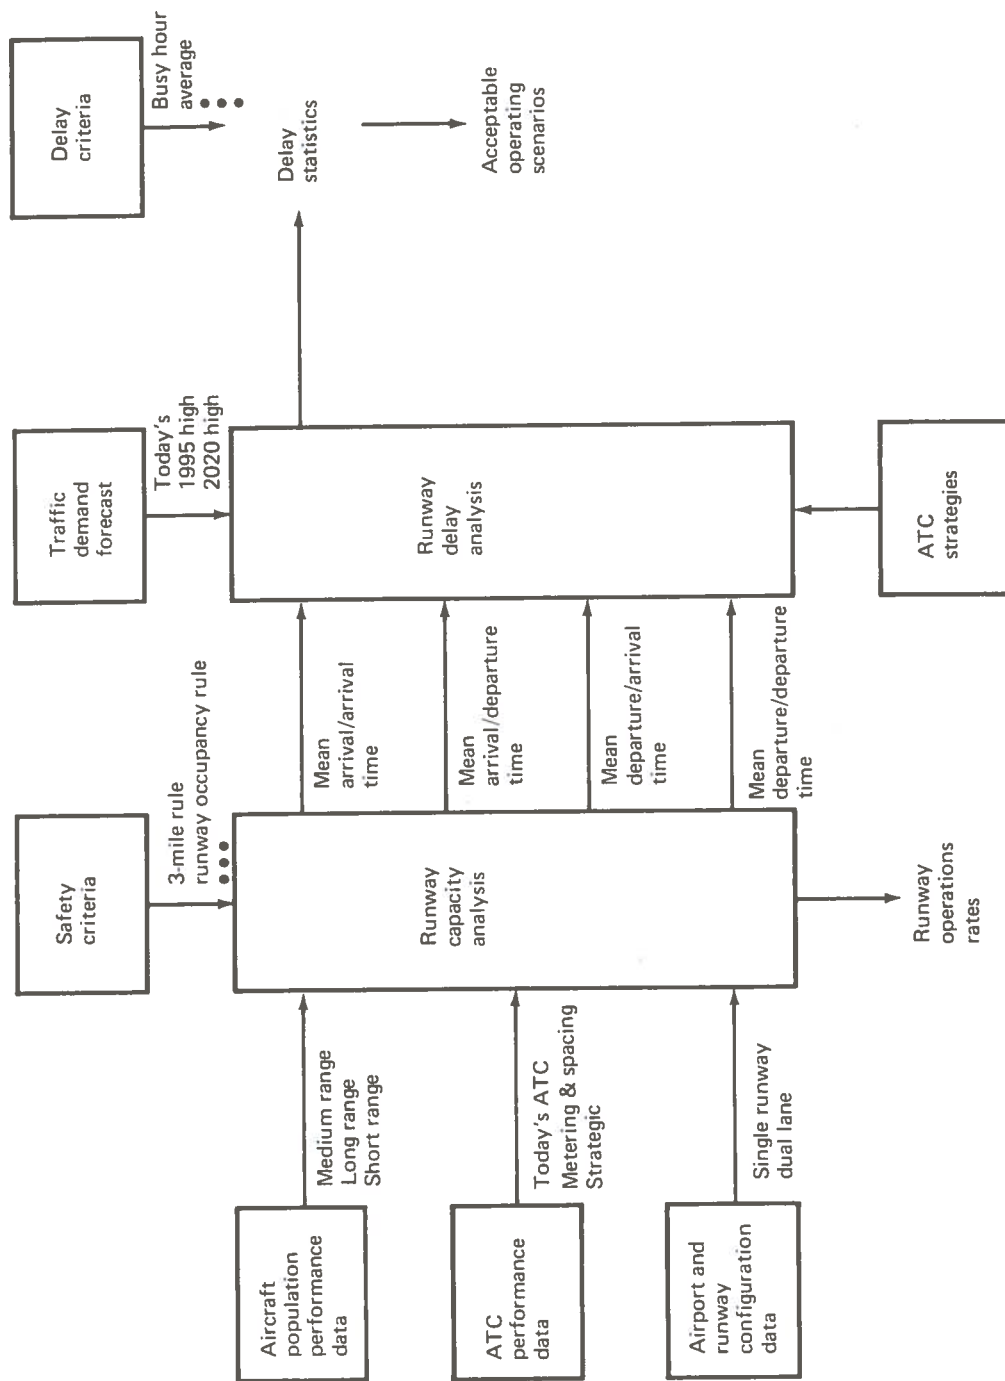 Safety
criteria
3-mile rule
runway occupancy rule
Traffic
demand
forecast
Today's
1995 high
2020 high
Delay
criteria
Busy hour
average
Aircraft
population
performance
data
Medium range
Long range
Short range
ATC
performance
data
Today's ATC
Metering & spacing
Strategic
Airport and
runway
configuration
data
Single runway
dual lane
Runway
capacity
analysis
Mean
arrival/arrival
time
Mean
arrival/departure
time
Mean
departure/arrival
time
Mean
departure/departure
time
Runway
delay
analysis
Delay
statistics
Acceptable
operating
scenarios
Runway
operations
rates
ATC
strategies